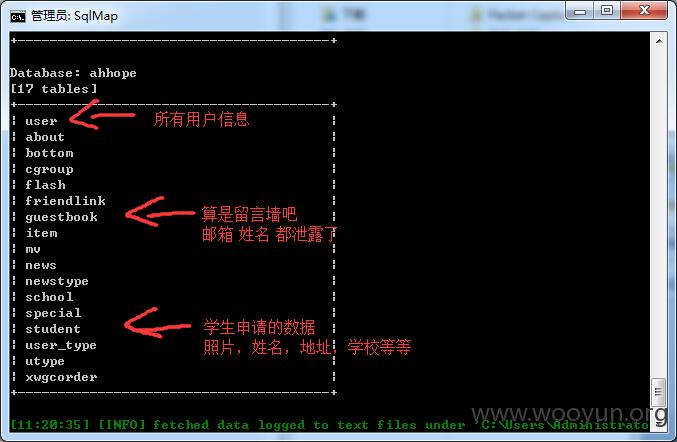 管理员: SqlMap
Database: ahhope
[17 tables]
user
所有用户信息
about
bottom
cgroup
flash
friendlink
guestbook
算是留言墙吧
item
邮箱 姓名 都泄露了
mv
news
newstype
school
special
student
学生申请的数据
user_type
照片，姓名，地址，学校等等
utype
xwgcorder
www.wooyun.org
[11:20:35] [INFO] fetched data logged to text files under 'C:\Users\Administrato